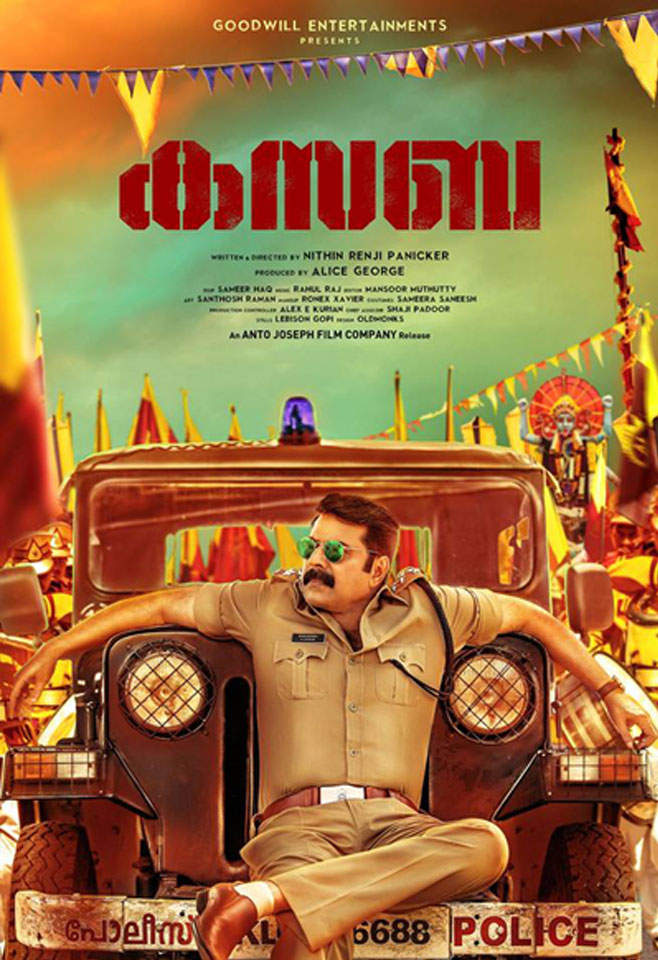 GOODWILL ENTERTAINMENTS
PRESENTS
കസബ
WRITTEN & DIRECTED BY NITHIN RENJI PANICKER
PRODUCED BY ALICE GEORGE
DOP SAMEER HAQ MUSIC RAHUL RAJ EDITOR MANSOOR MUTHUTTY
ART SANTHOSH RAMAN MAKEUP RONEX XAVIER COSTUMES SAMEERA SANEESH
PRODUCTION CONTROLLER ALEX E KURIAN CHIEF ASSOCIATE SHAJI PADOOR
STILLS LEBISON GOPI DESIGN OLDMONKS
An ANTO JOSEPH FILM COMPANY Release
പോലീസ് KL 6688 POLICE